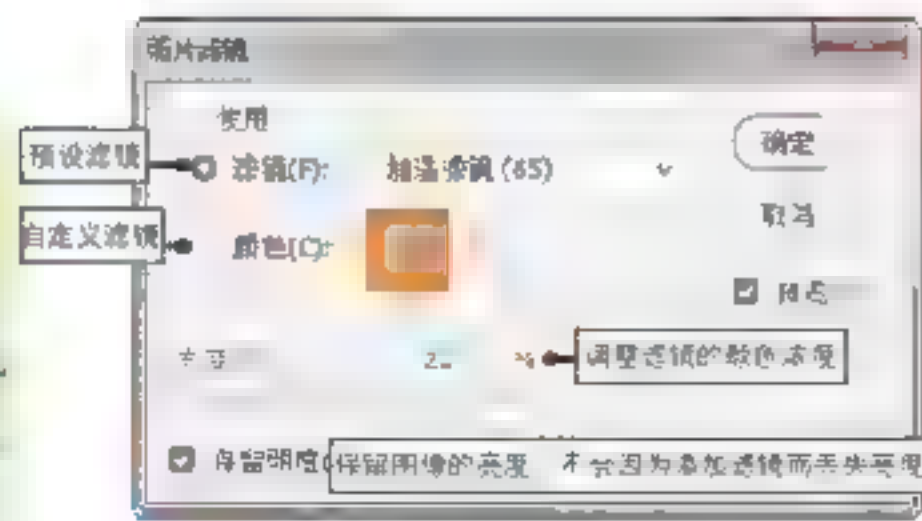 照片滤镜
使用
预设滤镜
滤镜(F):
加温滤镜 (85)
确定
自定义滤镜
颜色(C):
取消
预览
调整滤镜的着色浓度
保留明度(
保留图像的亮度 不会因为添加滤镜而丢失亮度